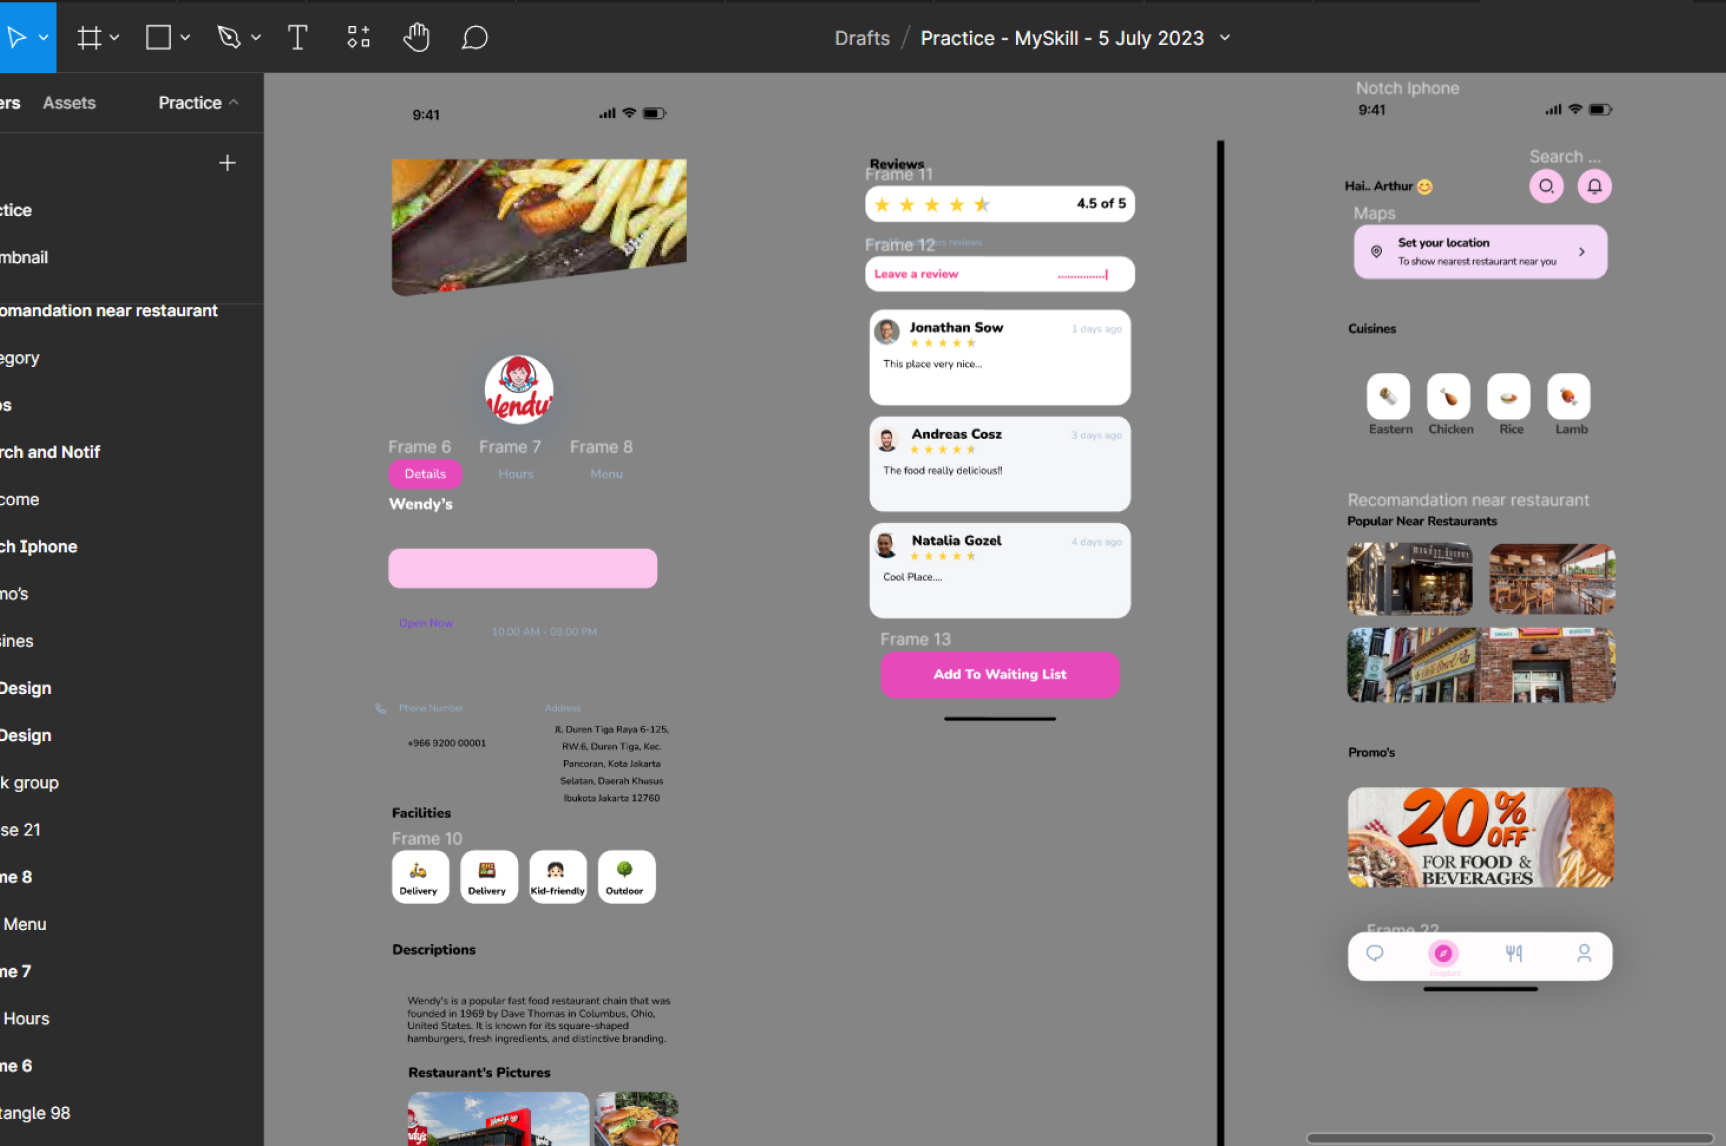 Drafts / Practice - MySkill - 5 July 2023
ers
Assets
Practice
ctice
mbnail
omandation near restaurant
egory
os
rch and Notif
come
ch Iphone
mo's
sines
Design
Design
k group
se 21
me 8
Menu
me 7
Hours
me 6
tangle 98
9:41
Wendy's
Frame 6
Frame 7
Frame 8
Details
Hours
Menu
Wendy's
Open Now
10.00 AM - 09.00 PM
Phone Number
Address
+966 9200 00001
Jl. Duren Tiga Raya 6-125,
RW.6, Duren Tiga, Kec.
Pancoran, Kota Jakarta
Selatan, Daerah Khusus
Ibukota Jakarta 12760
Facilities
Frame 10
Delivery
Delivery
Kid-friendly
Outdoor
Descriptions
Wendy's is a popular fast food restaurant chain that was
founded in 1969 by Dave Thomas in Columbus, Ohio,
United States. It is known for its square-shaped
hamburgers, fresh ingredients, and distinctive branding.
Restaurant's Pictures
Reviews
Frame 11
4.5 of 5
Frame 12
reviews
Leave a review
Jonathan Sow
1 days ago
This place very nice...
Andreas Cosz
3 days ago
The food really delicious!!
Natalia Gozel
4 days ago
Cool Place....
Frame 13
Add To Waiting List
Notch Iphone
9:41
Search ...
Hai.. Arthur
Maps
Set your location
To show nearest restaurant near you
Cuisines
Eastern
Chicken
Rice
Lamb
Recomandation near restaurant
Popular Near Restaurants
Promo's
20%
OFF*
FOR FOOD &
BEVERAGES
Frame 22